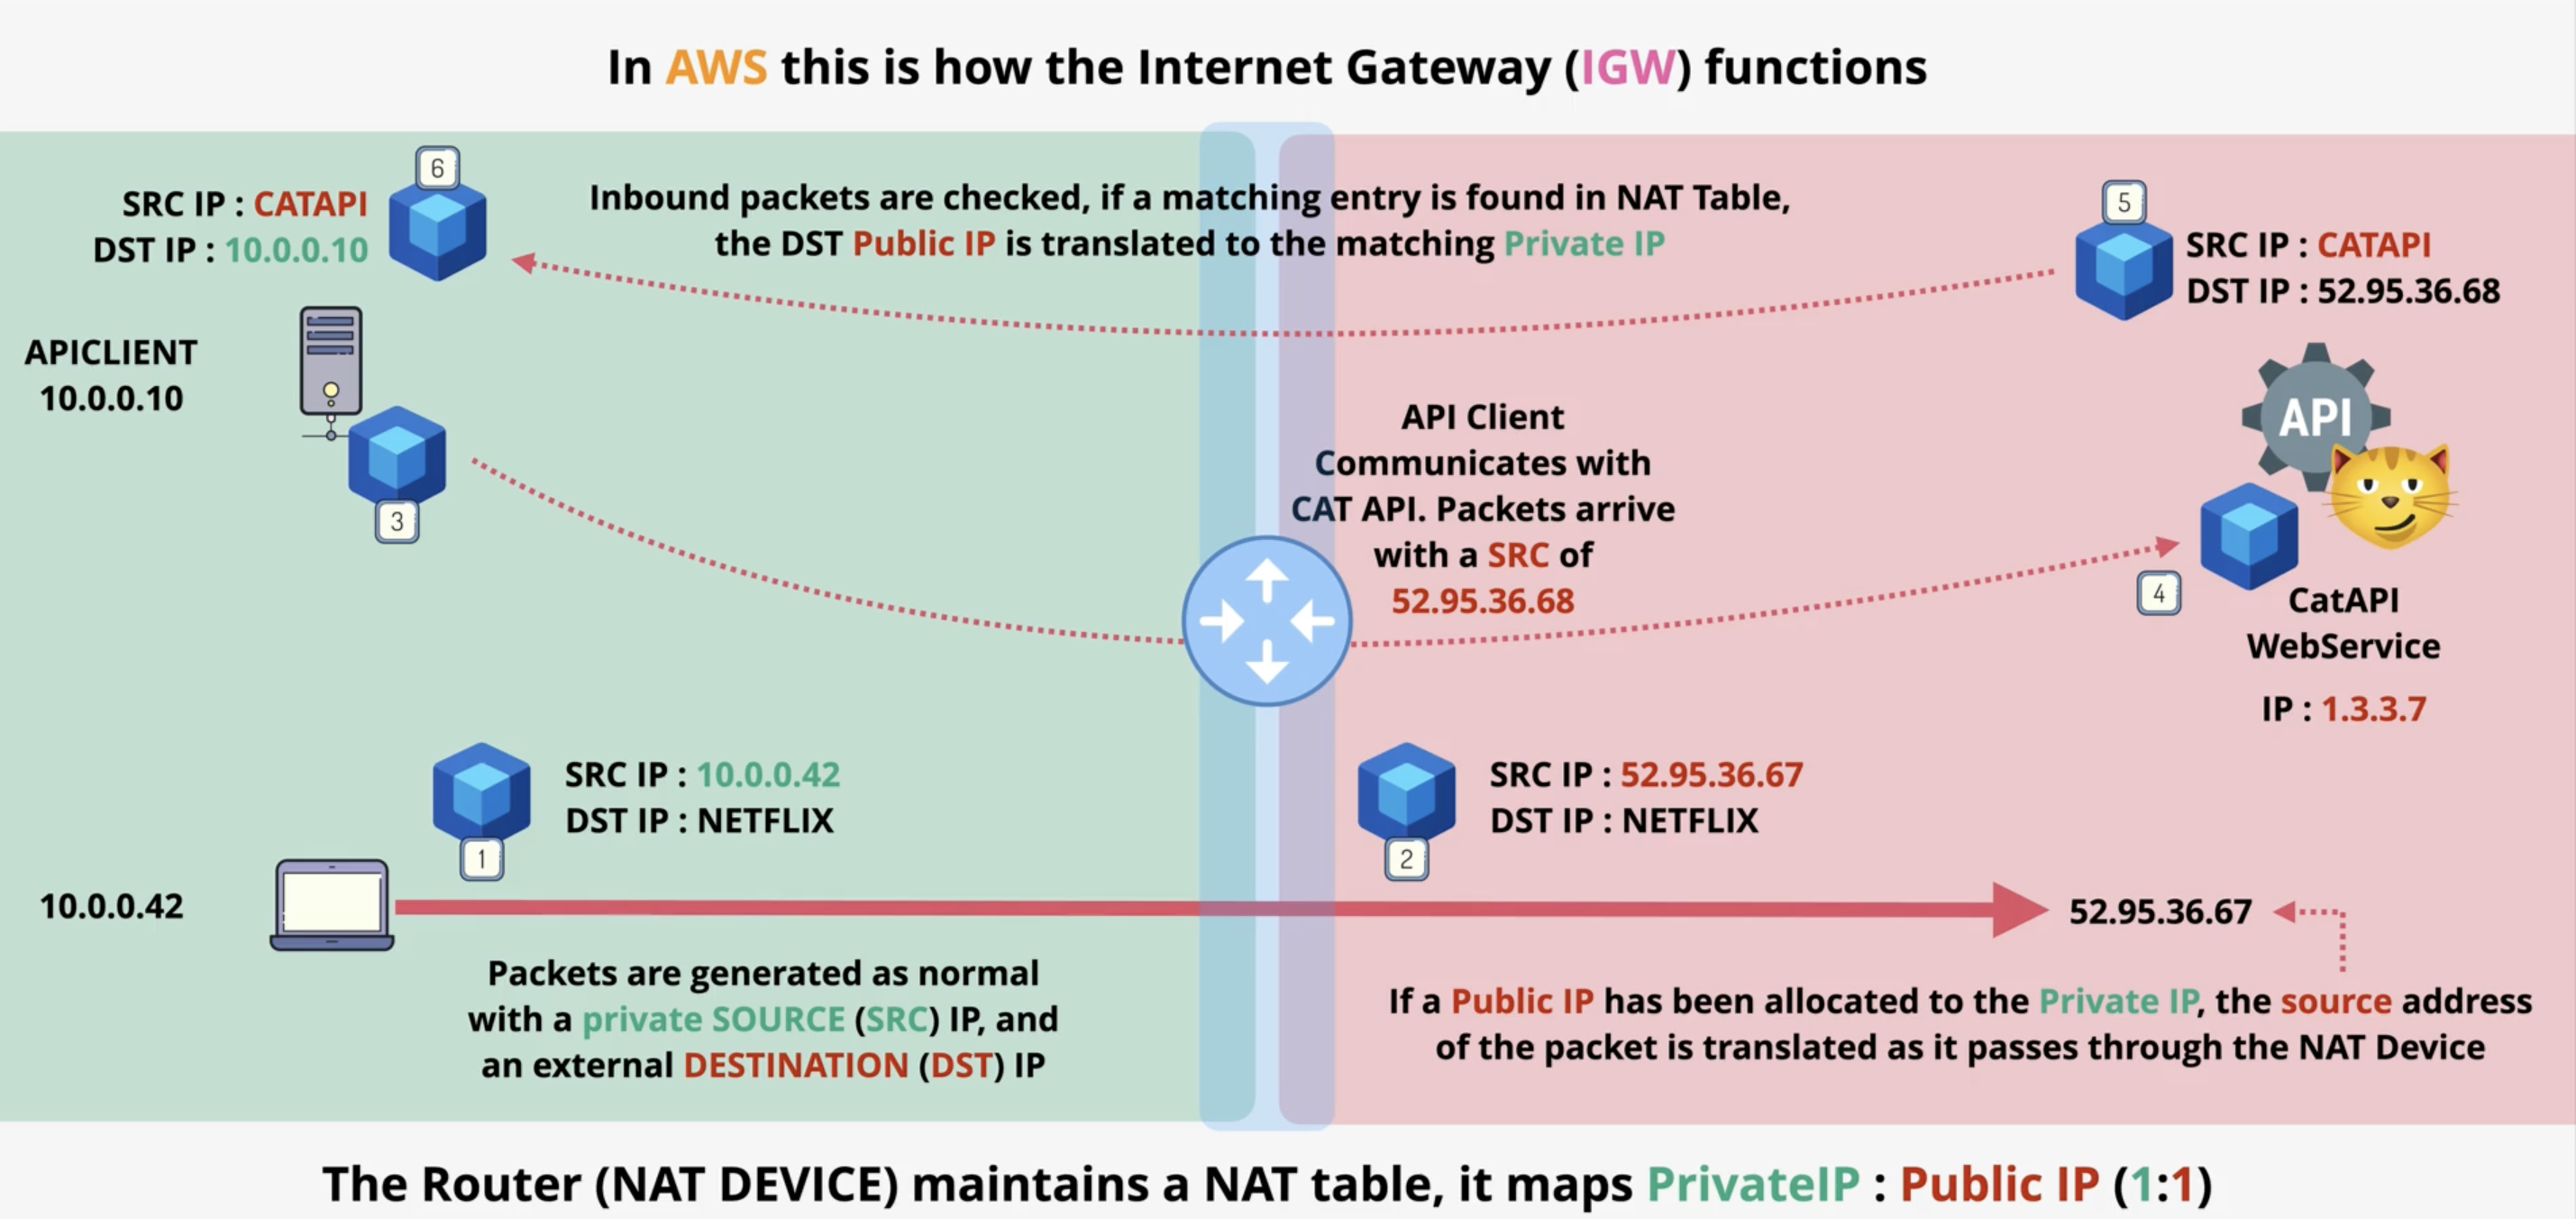 In AWS this is how the Internet Gateway (IGW) functions
6
SRC IP : CATAPI
DST IP : 10.0.0.10
Inbound packets are checked, if a matching entry is found in NAT Table,
the DST Public IP is translated to the matching Private IP
5
SRC IP : CATAPI
DST IP : 52.95.36.68
APICLIENT
10.0.0.10
3
API Client
Communicates with
CAT API. Packets arrive
with a SRC of
52.95.36.68
API
4
CatAPI
WebService
IP : 1.3.3.7
SRC IP : 10.0.0.42
DST IP : NETFLIX
1
SRC IP : 52.95.36.67
DST IP : NETFLIX
2
10.0.0.42
52.95.36.67
Packets are generated as normal
with a private SOURCE (SRC) IP, and
an external DESTINATION (DST) IP
If a Public IP has been allocated to the Private IP, the source address
of the packet is translated as it passes through the NAT Device
The Router (NAT DEVICE) maintains a NAT table, it maps PrivateIP : Public IP (1:1)